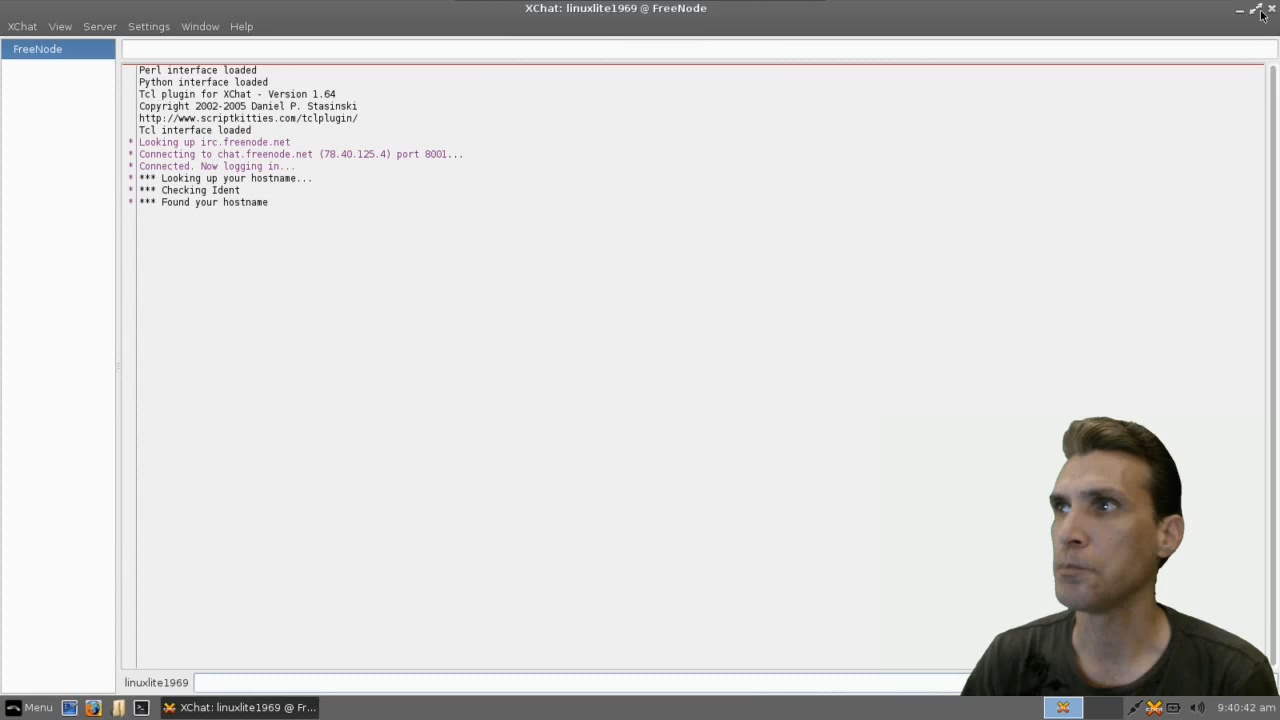 XChat: linuxlite1969 @ FreeNode
XChat View Server Settings Window Help
FreeNode
Perl interface loaded
Python interface loaded
Tcl plugin for XChat - Version 1.64
Copyright 2002-2005 Daniel P. Stasinski
http://www.scriptkitties.com/tclplugin/
Tcl interface loaded
* Looking up irc.freenode.net
* Connecting to chat.freenode.net (78.40.125.4) port 8001...
* Connected. Now logging in...
* *** Looking up your hostname...
* *** Checking Ident
* *** Found your hostname
linuxlite1969
Menu XChat: linuxlite1969 @ Fr... 9:40:42 am